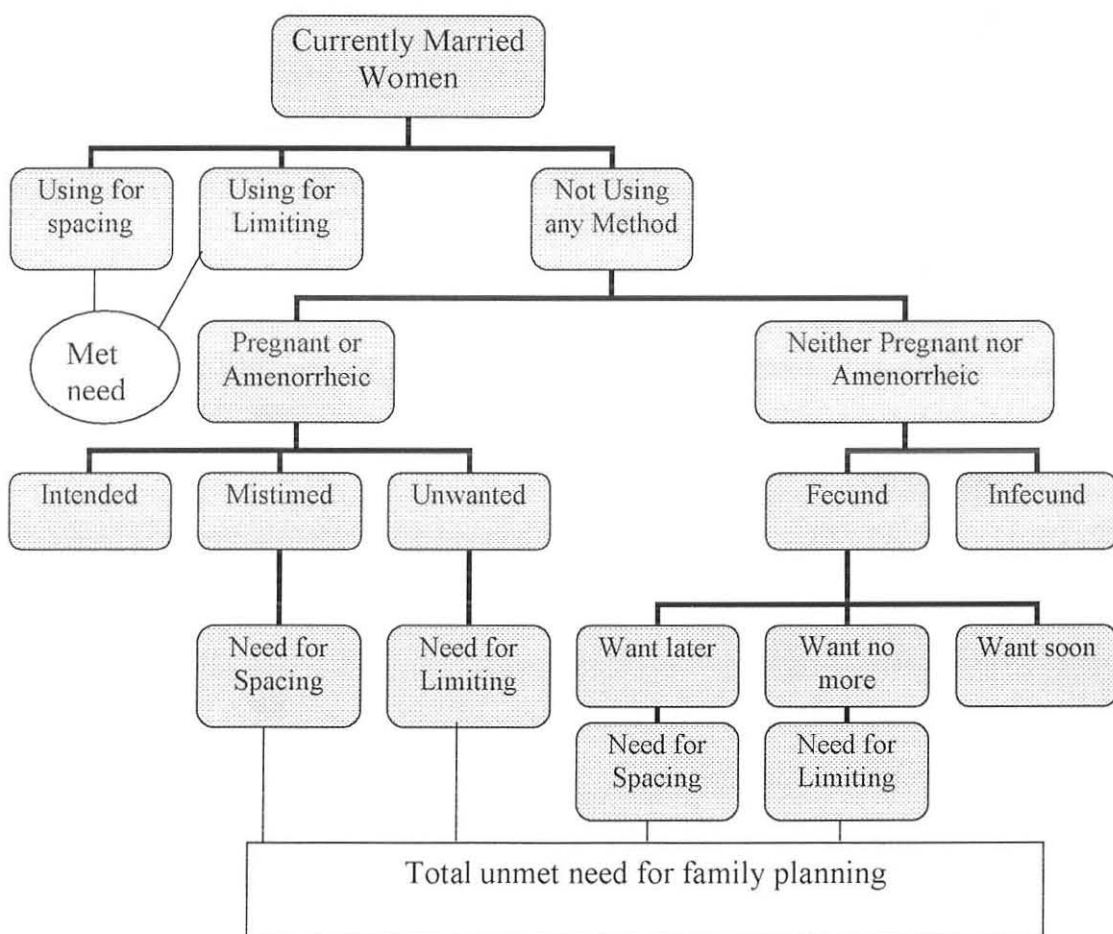 Currently Married
Women
Using for
spacing
Using for
Limiting
Not Using
any Method
Met
need
Pregnant or
Amenorrheic
Neither Pregnant nor
Amenorrheic
Intended
Mistimed
Unwanted
Fecund
Infecund
Need for
Spacing
Need for
Limiting
Want later
Want no
more
Want soon
Need for
Spacing
Need for
Limiting
Total unmet need for family planning